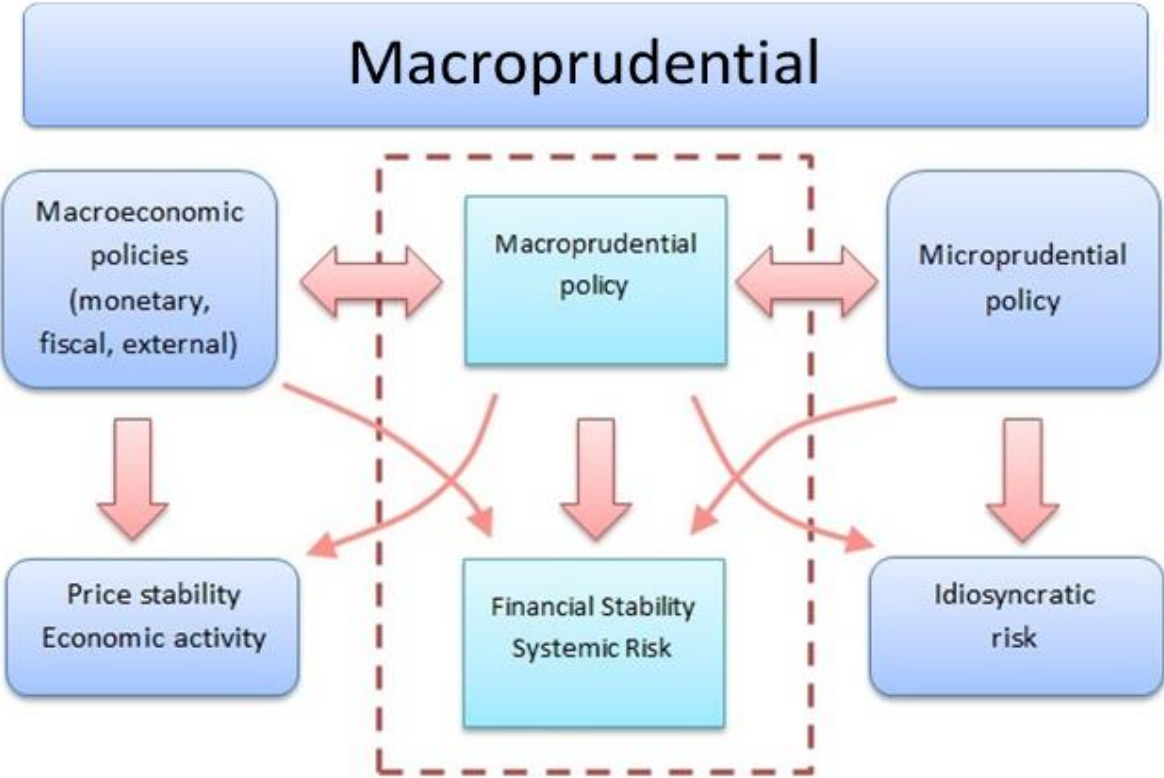 Macroprudential
Macroeconomic
policies
(monetary,
fiscal, external)
Macroprudential
policy
Microprudential
policy
Price stability
Economic activity
Financial Stability
Systemic Risk
Idiosyncratic
risk